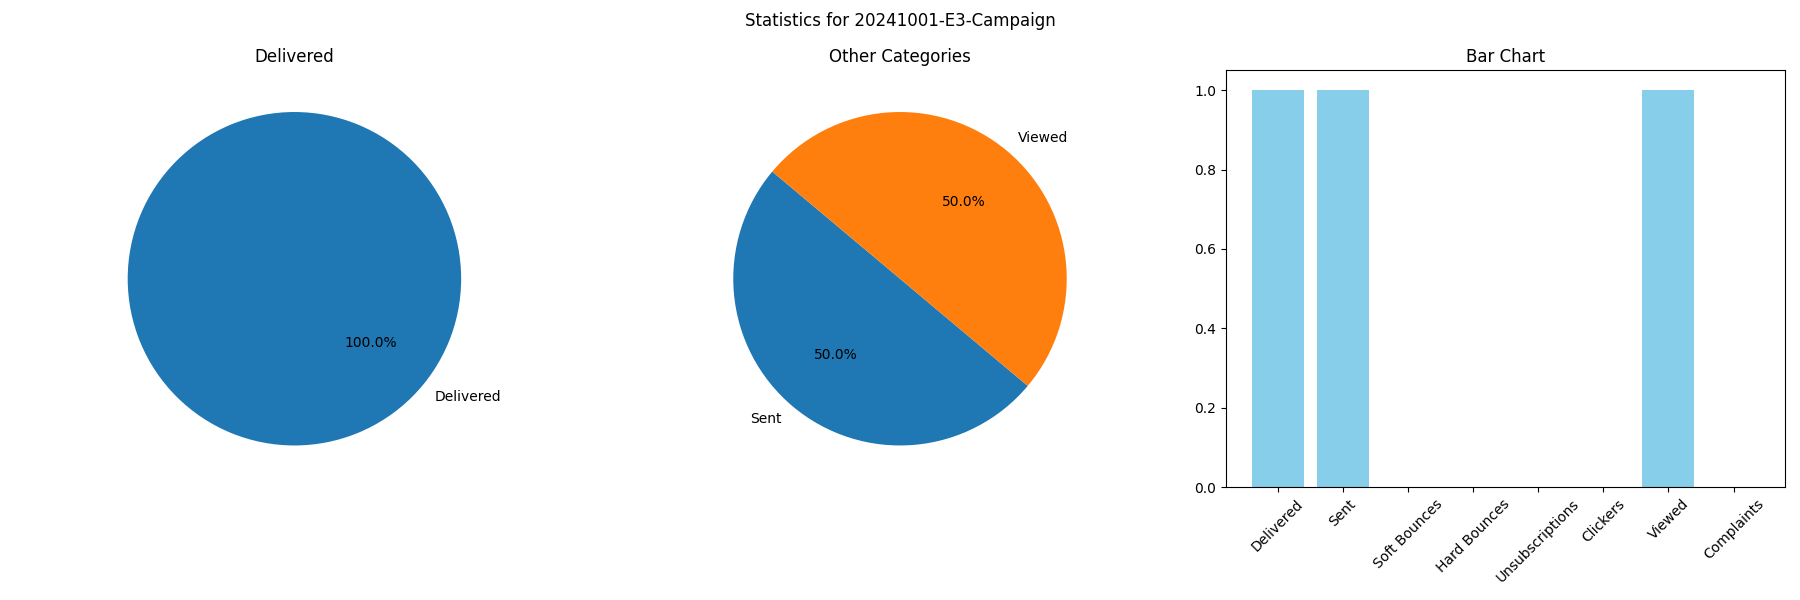 Statistics for 20241001-E3-Campaign
Delivered
100.0%
Delivered
Other Categories
Viewed
50.0%
50.0%
Sent
Bar Chart
1.0
0.8
0.6
0.4
0.2
0.0
Delivered
Sent
Soft Bounces
Hard Bounces
Unsubscriptions
Clickers
Viewed
Complaints